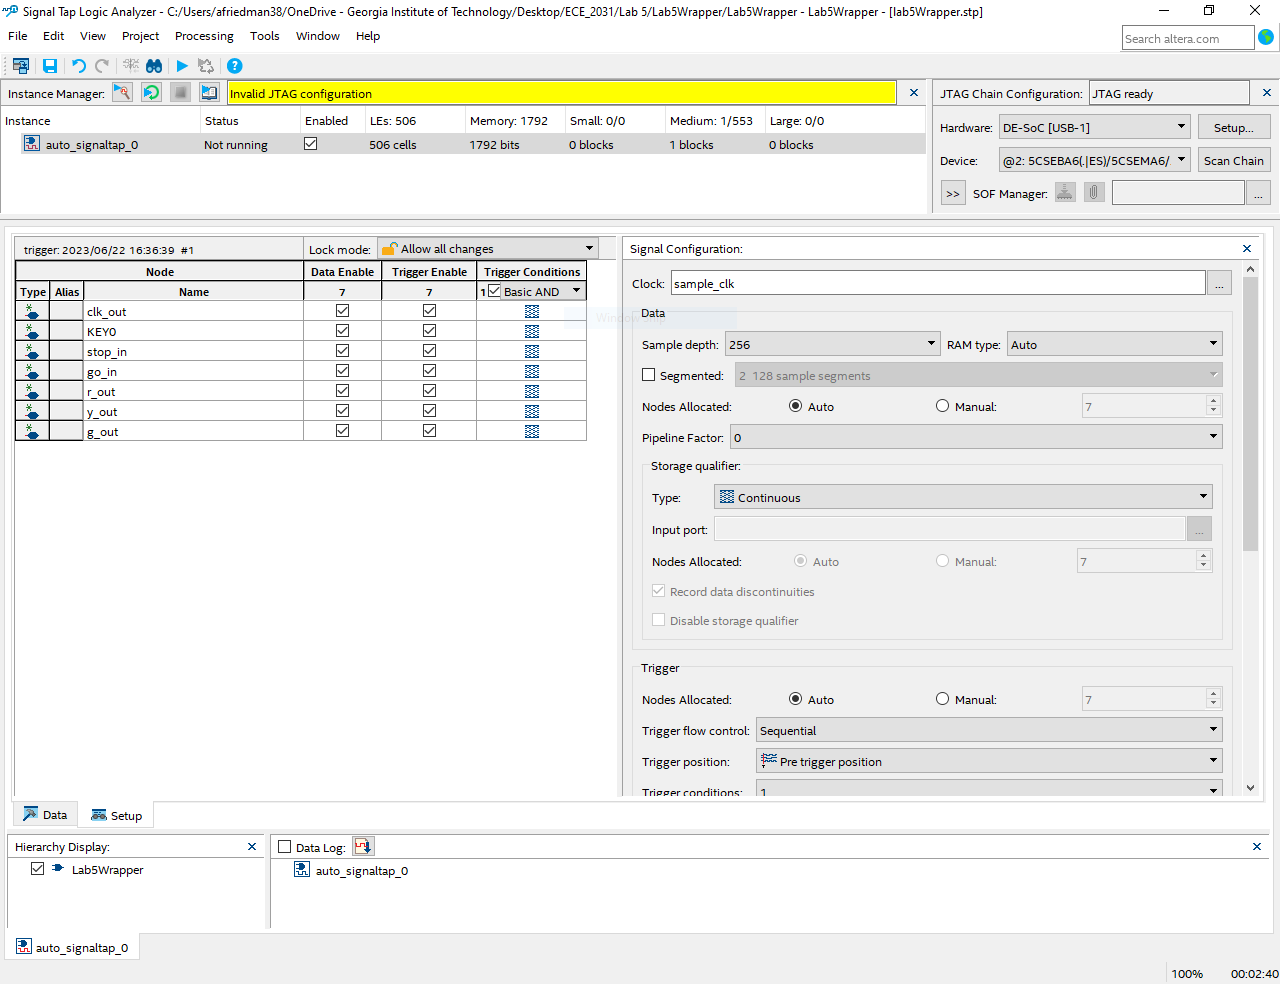 Signal Tap Logic Analyzer - C:/Users/afriedman38/OneDrive - Georgia Institute of Technology/Desktop/ECE_2031/Lab 5/Lab5Wrapper/Lab5Wrapper - Lab5Wrapper - [lab5Wrapper.stp]
File Edit View Project Processing Tools Window Help
Search altera.com
Instance Manager: Invalid JTAG configuration
Instance Status Enabled LEs: 506 Memory: 1792 Small: 0/0 Medium: 1/553 Large: 0/0
auto_signaltap_0 Not running 506 cells 1792 bits 0 blocks 1 blocks 0 blocks
JTAG Chain Configuration: JTAG ready
Hardware: DE-SoC [USB-1] Setup...
Device: @2: 5CSEBA6(.|ES)/5CSEMA6/ Scan Chain
>> SOF Manager: ...
trigger: 2023/06/22 16:36:39 #1 Lock mode: Allow all changes
Node Data Enable Trigger Enable Trigger Conditions
Type Alias Name 7 7 1 Basic AND
clk_out
KEY0
stop_in
go_in
r_out
y_out
g_out
Signal Configuration:
Clock: sample_clk ...
Data
Sample depth: 256 RAM type: Auto
Segmented: 2 128 sample segments
Nodes Allocated: Auto Manual: 7
Pipeline Factor: 0
Storage qualifier:
Type: Continuous
Input port: ...
Nodes Allocated: Auto Manual: 7
Record data discontinuities
Disable storage qualifier
Trigger
Nodes Allocated: Auto Manual: 7
Trigger flow control: Sequential
Trigger position: Pre trigger position
Trigger conditions: 1
Data Setup
Hierarchy Display:
Lab5Wrapper
Data Log:
auto_signaltap_0
auto_signaltap_0
100% 00:02:40